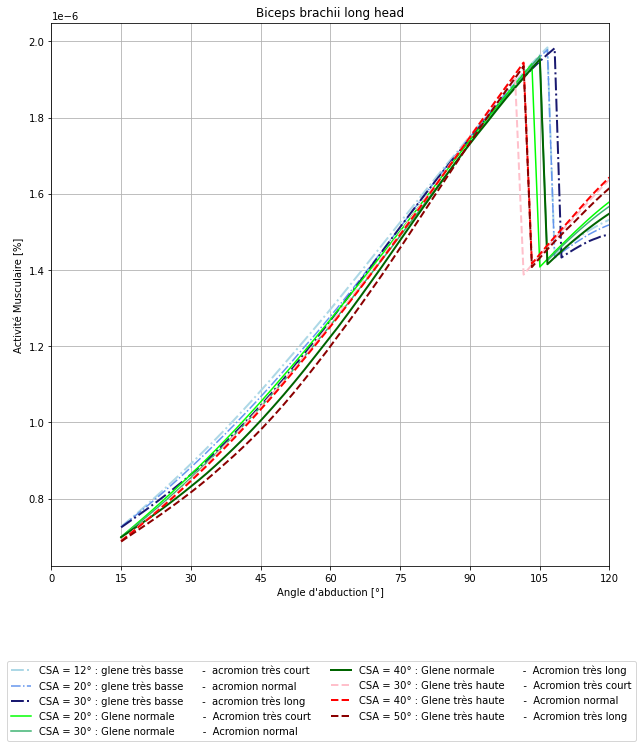 Biceps brachii long head
1e−6
2.0
1.8
1.6
1.4
1.2
1.0
0.8
Activité Musculaire [%]
0 15 30 45 60 75 90 105 120
Angle d'abduction [°]
CSA = 12° : glene très basse - acromion très court
CSA = 20° : glene très basse - acromion normal
CSA = 30° : glene très basse - acromion très long
CSA = 20° : Glene normale - Acromion très court
CSA = 30° : Glene normale - Acromion normal
CSA = 40° : Glene normale - Acromion très long
CSA = 30° : Glene très haute - Acromion très court
CSA = 40° : Glene très haute - Acromion normal
CSA = 50° : Glene très haute - Acromion très long